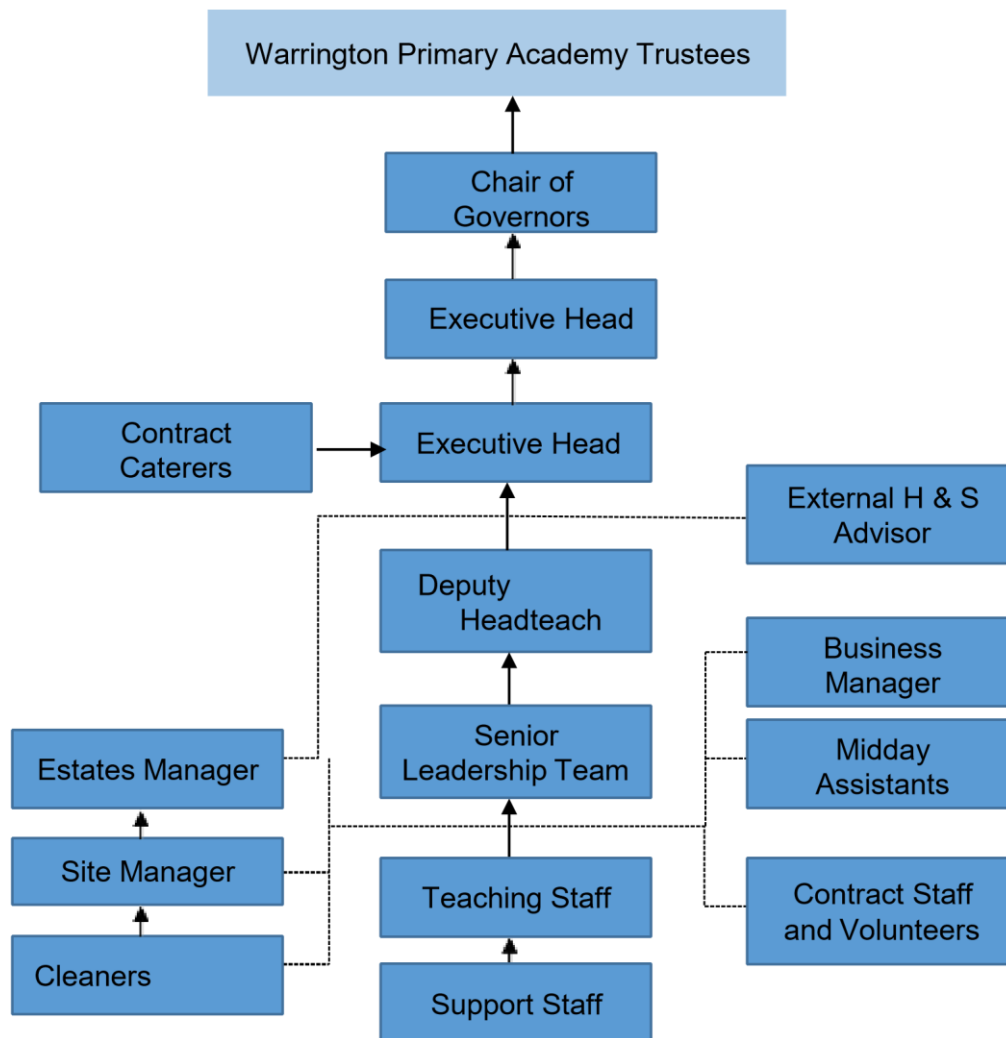 Warrington Primary Academy Trustees
Chair of
Governors
Executive Head
Contract
Caterers
Executive Head
External H & S
Advisor
Deputy
Headteach
Business
Manager
Senior
Leadership Team
Estates Manager
Midday
Assistants
Site Manager
Teaching Staff
Contract Staff
and Volunteers
Cleaners
Support Staff